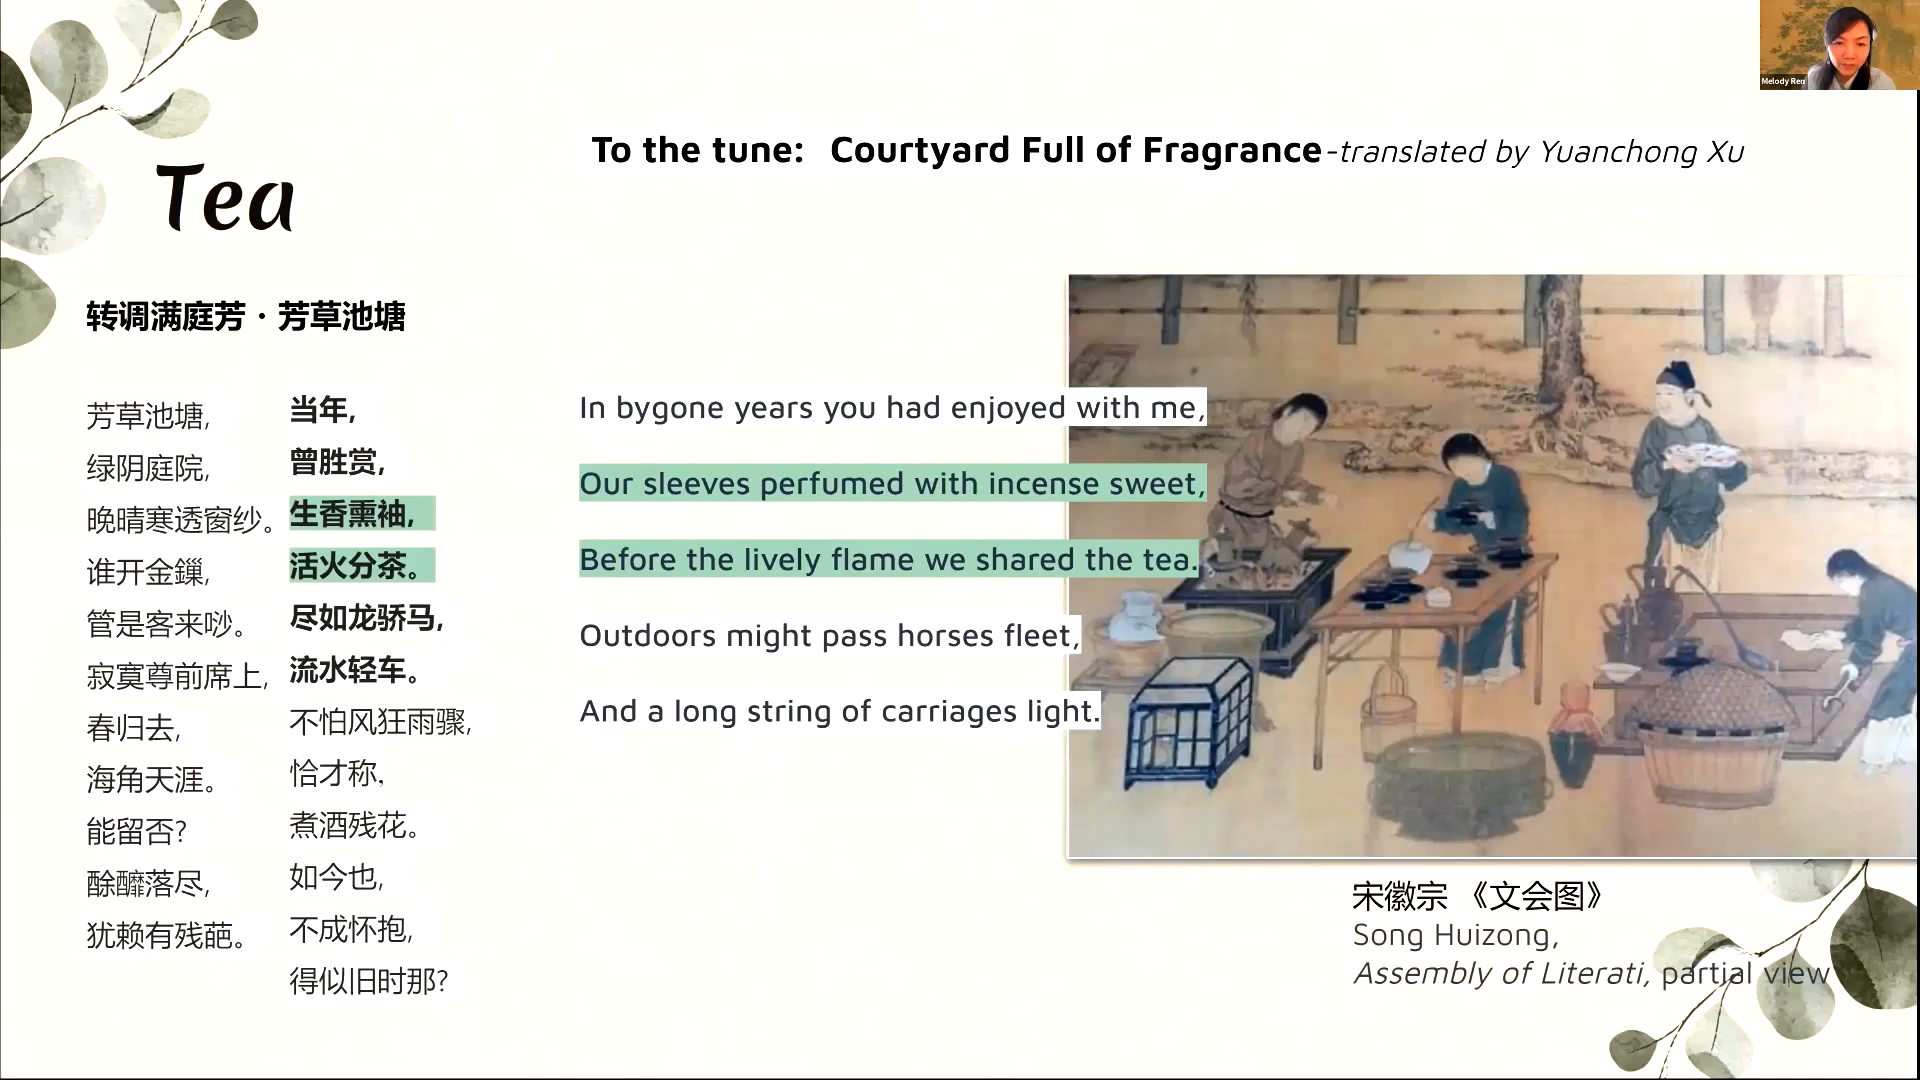 Melody Ren
To the tune: Courtyard Full of Fragrance-translated by Yuanchong Xu
Tea
转调满庭芳·芳草池塘
芳草池塘,
绿阴庭院,
晚晴寒透窗纱。
谁开金鏁,
管是客来唦。
寂寞尊前席上,
春归去,
海角天涯。
能留否?
酴醾落尽,
犹赖有残葩。
当年,
曾胜赏,
生香熏袖,
活火分茶。
尽如龙骄马,
流水轻车。
不怕风狂雨骤,
恰才称,
煮酒残花。
如今也,
不成怀抱,
得似旧时那?
In bygone years you had enjoyed with me,
Our sleeves perfumed with incense sweet,
Before the lively flame we shared the tea.
Outdoors might pass horses fleet,
And a long string of carriages light.
宋徽宗 《文会图》
Song Huizong,
Assembly of Literati, partial view